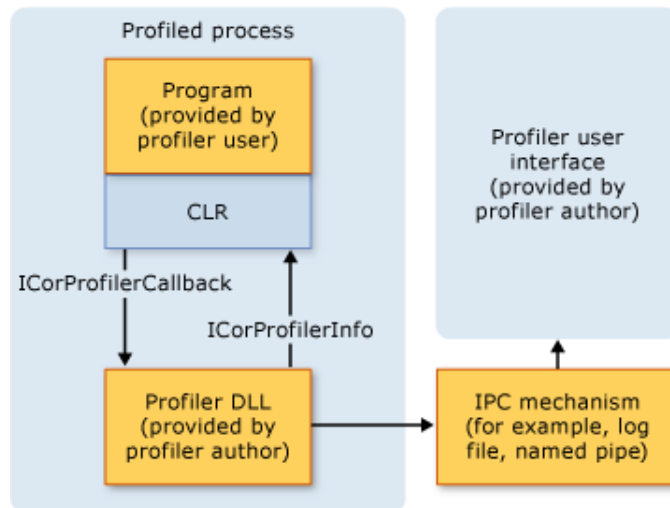 Profiled process
Program
(provided by
profiler user)
CLR
ICorProfilerCallback
ICorProfilerInfo
Profiler DLL
(provided by
profiler author)
Profiler user
interface
(provided by
profiler author)
IPC mechanism
(for example, log
file, named pipe)